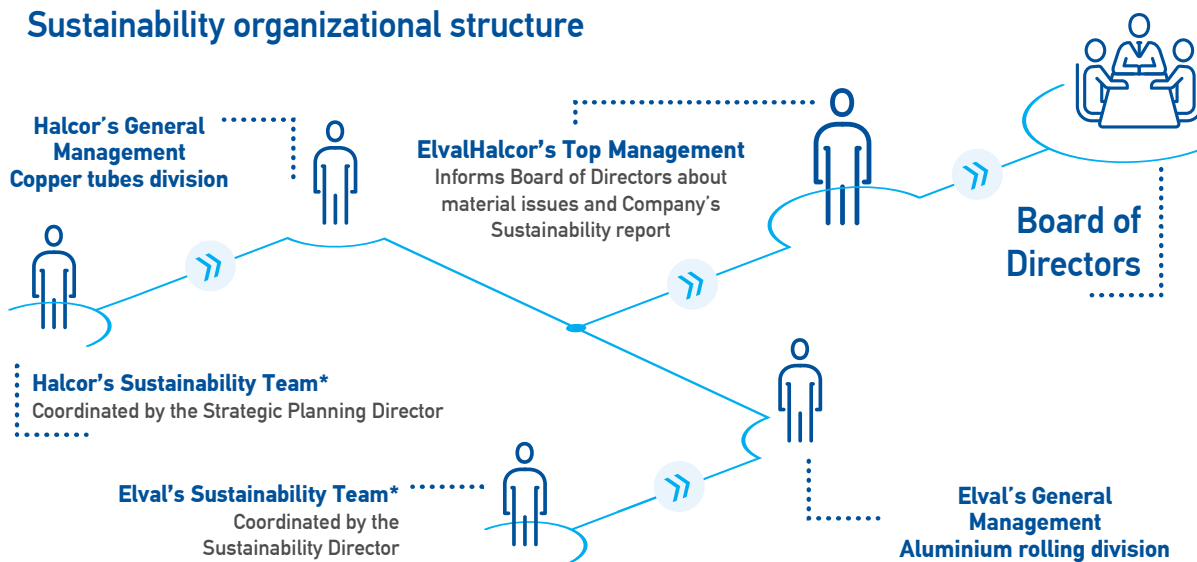 Sustainability organizational structure
Halcor's General
Management
Copper tubes division
ElvalHalcor's Top Management
Informs Board of Directors about
material issues and Company's
Sustainability report
Board of
Directors
Halcor's Sustainability Team*
Coordinated by the Strategic Planning Director
Elval's Sustainability Team*
Coordinated by the
Sustainability Director
Elval's General
Management
Aluminium rolling division